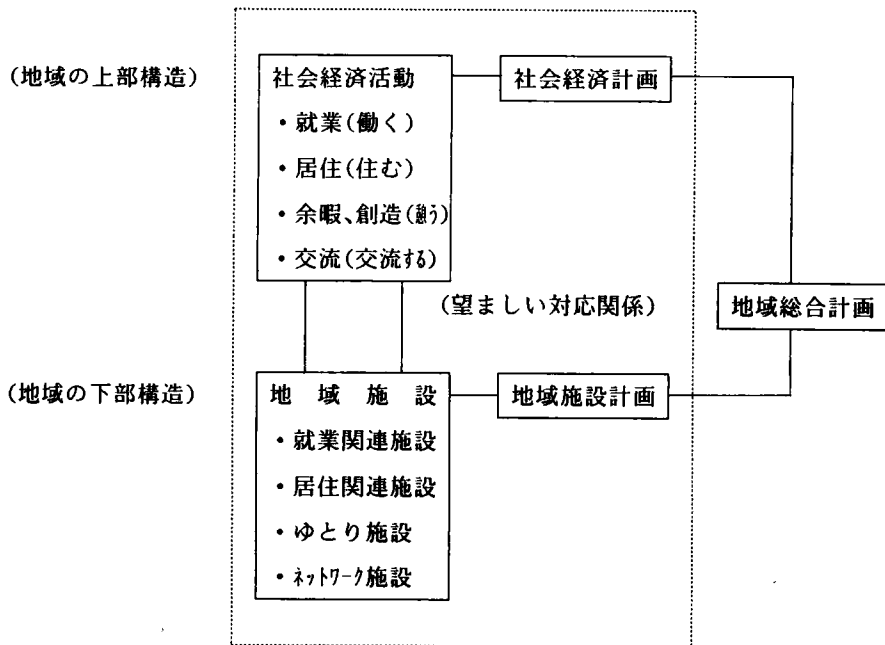 (地域の上部構造)
社会経済活動
・就業(働く)
・居住(住む)
・余暇、創造(憩う)
・交流(交流する)
社会経済計画
(望ましい対応関係)
地域総合計画
(地域の下部構造)
地域施設
・就業関連施設
・居住関連施設
・ゆとり施設
・ネットワーク施設
地域施設計画